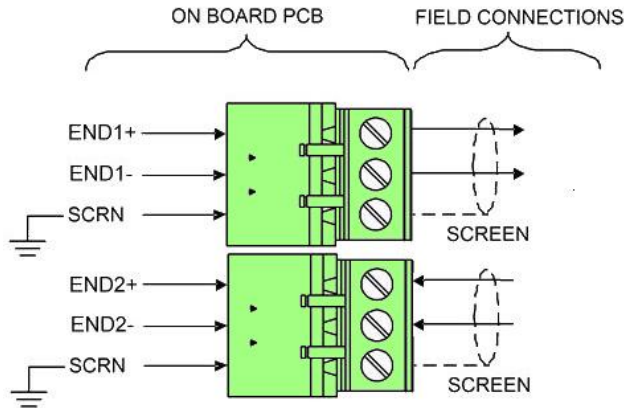 ON BOARD PCB
FIELD CONNECTIONS
END1+
END1-
SCRN
SCREEN
END2+
END2-
SCRN
SCREEN